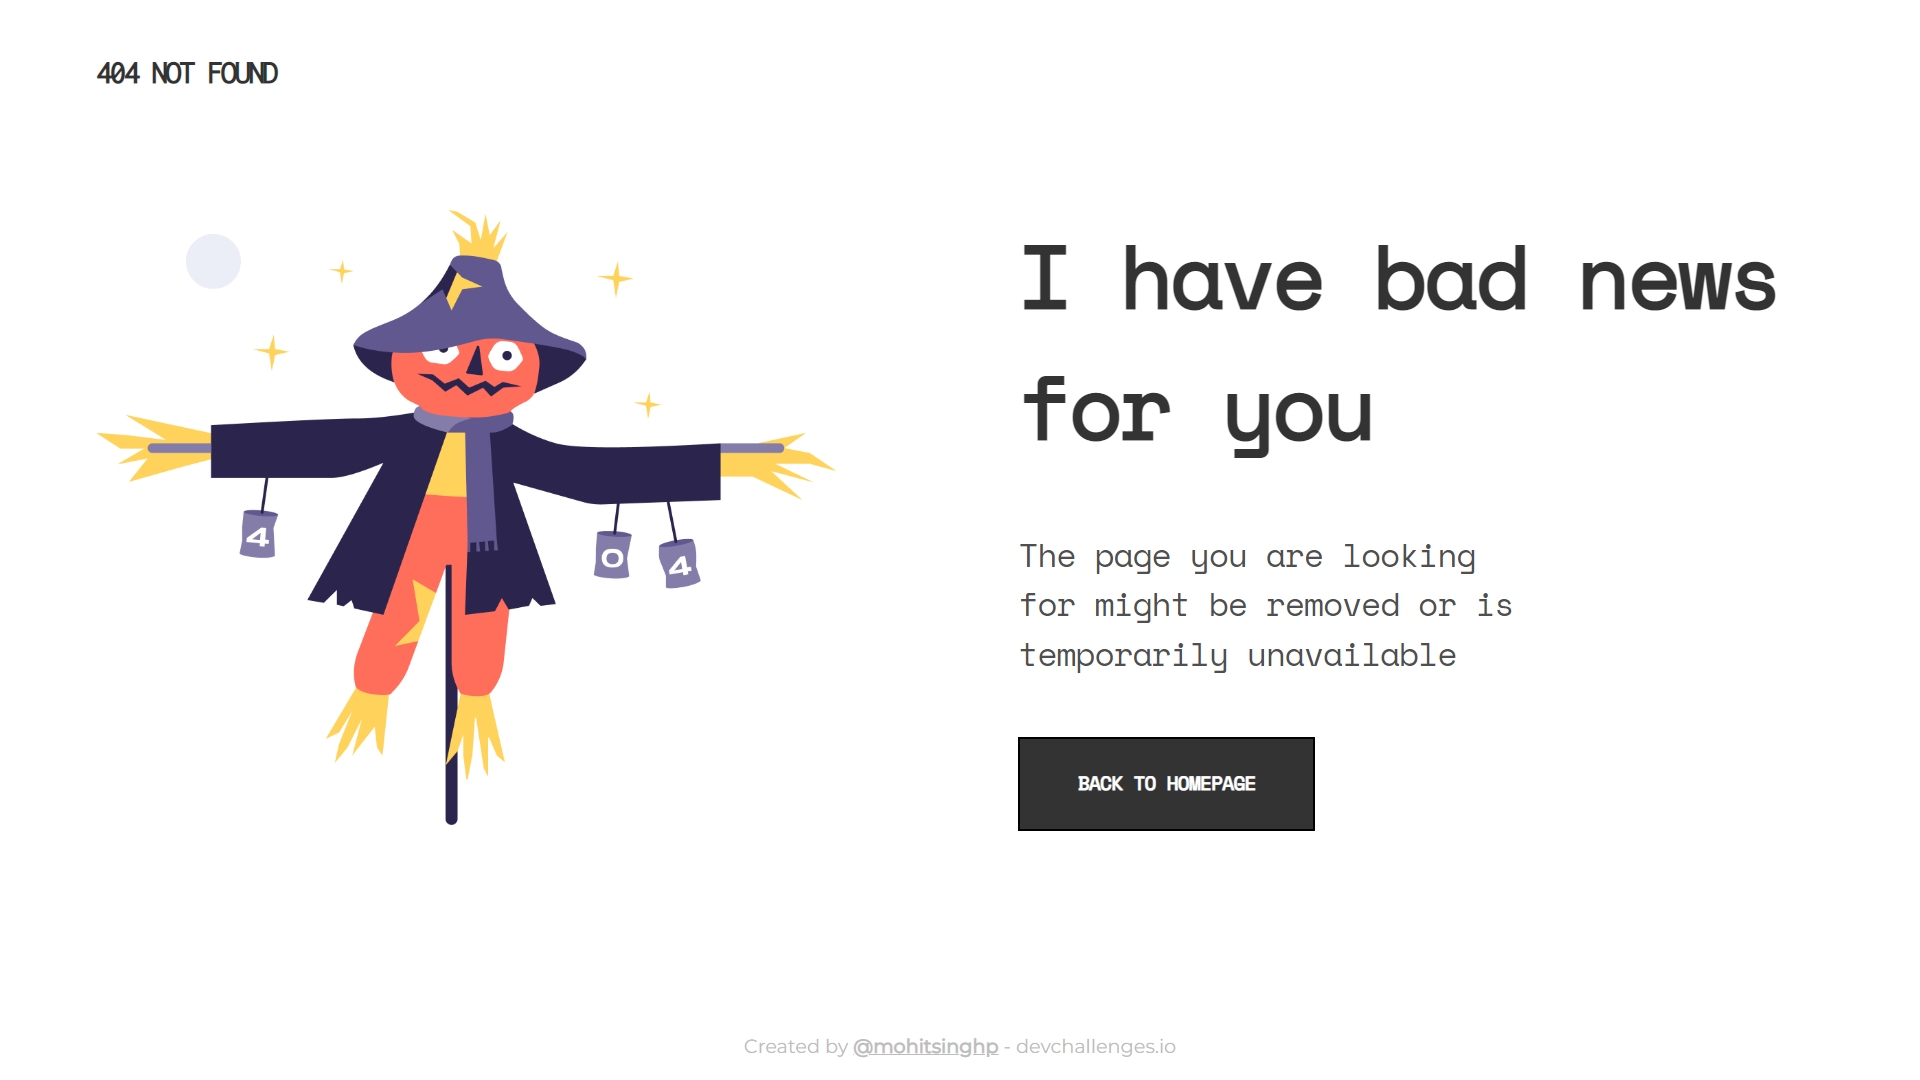 404 NOT FOUND
I have bad news
for you
4
0
4
The page you are looking
for might be removed or is
temporarily unavailable
BACK TO HOMEPAGE
Created by @mohitsinghp - devchallenges.io